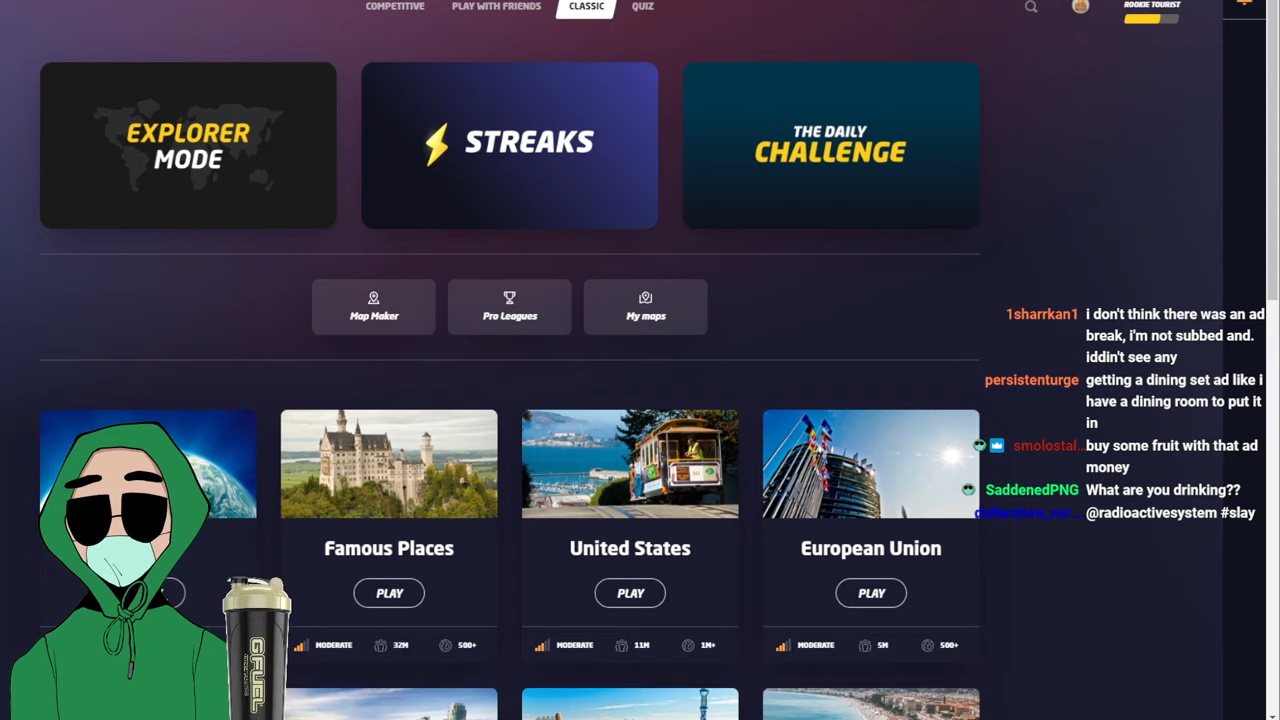 COMPETITIVE
PLAY WITH FRIENDS
CLASSIC
QUIZ
ROOKIE TOURIST
EXPLORER
MODE
STREAKS
THE DAILY
CHALLENGE
Map Maker
Pro Leagues
My maps
1sharrkan1 i don't think there was an ad
break, i'm not subbed and.
iddin't see any
persistenturge getting a dining set ad like i
have a dining room to put it
in
smolostal... buy some fruit with that ad
money
SaddenedPNG What are you drinking??
@radioactivesystem #slay
Famous Places
United States
European Union
PLAY
PLAY
PLAY
MODERATE 32M 500+
MODERATE 11M 1M+
MODERATE 5M 500+
G FUEL